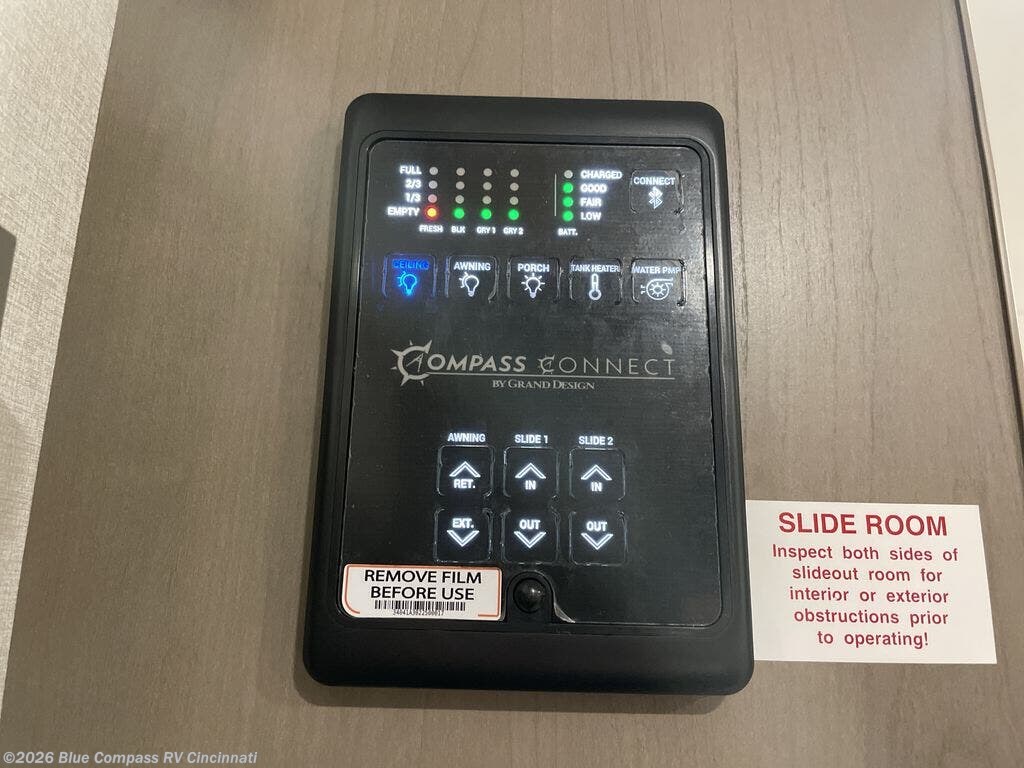 FULL
2/3
1/3
EMPTY
FRESH BLK GRY 1 GRY 2
CHARGED
GOOD
FAIR
LOW
BATT.
CONNECT
CEILING AWNING PORCH TANK HEATER WATER PMP
COMPASS CONNECT
BY GRAND DESIGN
AWNING SLIDE 1 SLIDE 2
RET. IN IN
EXT. OUT OUT
REMOVE FILM
BEFORE USE
SLIDE ROOM
Inspect both sides of
slideout room for
interior or exterior
obstructions prior
to operating!
©2026 Blue Compass RV Cincinnati